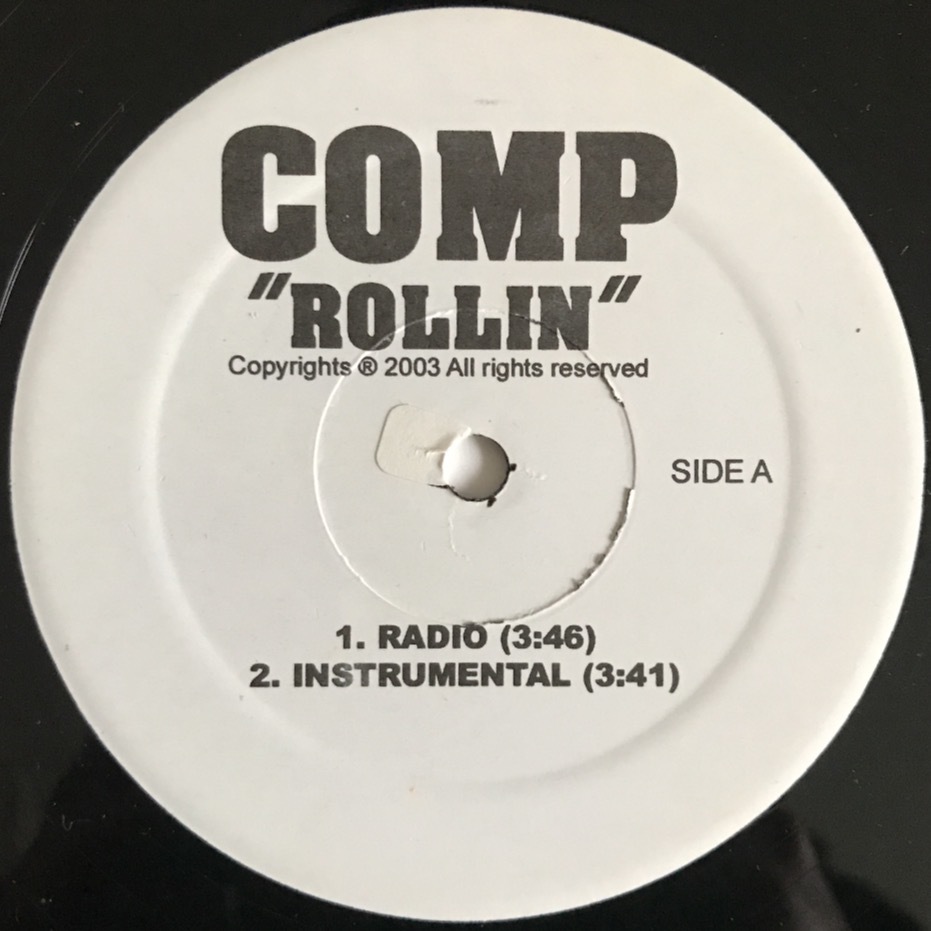 COMP
"ROLLIN"
Copyrights ® 2003 All rights reserved
SIDE A
1. RADIO (3:46)
2. INSTRUMENTAL (3:41)